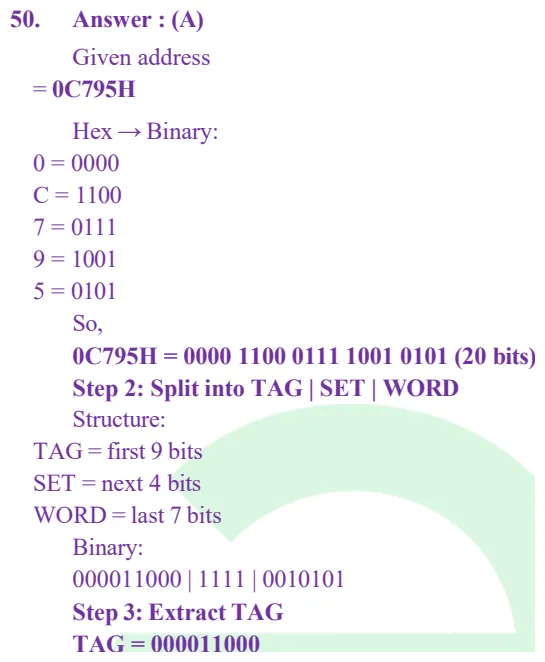 50. Answer : (A)
Given address
= 0C795H
Hex → Binary:
0 = 0000
C = 1100
7 = 0111
9 = 1001
5 = 0101
So,
0C795H = 0000 1100 0111 1001 0101 (20 bits)
Step 2: Split into TAG | SET | WORD
Structure:
TAG = first 9 bits
SET = next 4 bits
WORD = last 7 bits
Binary:
000011000 | 1111 | 0010101
Step 3: Extract TAG
TAG = 000011000